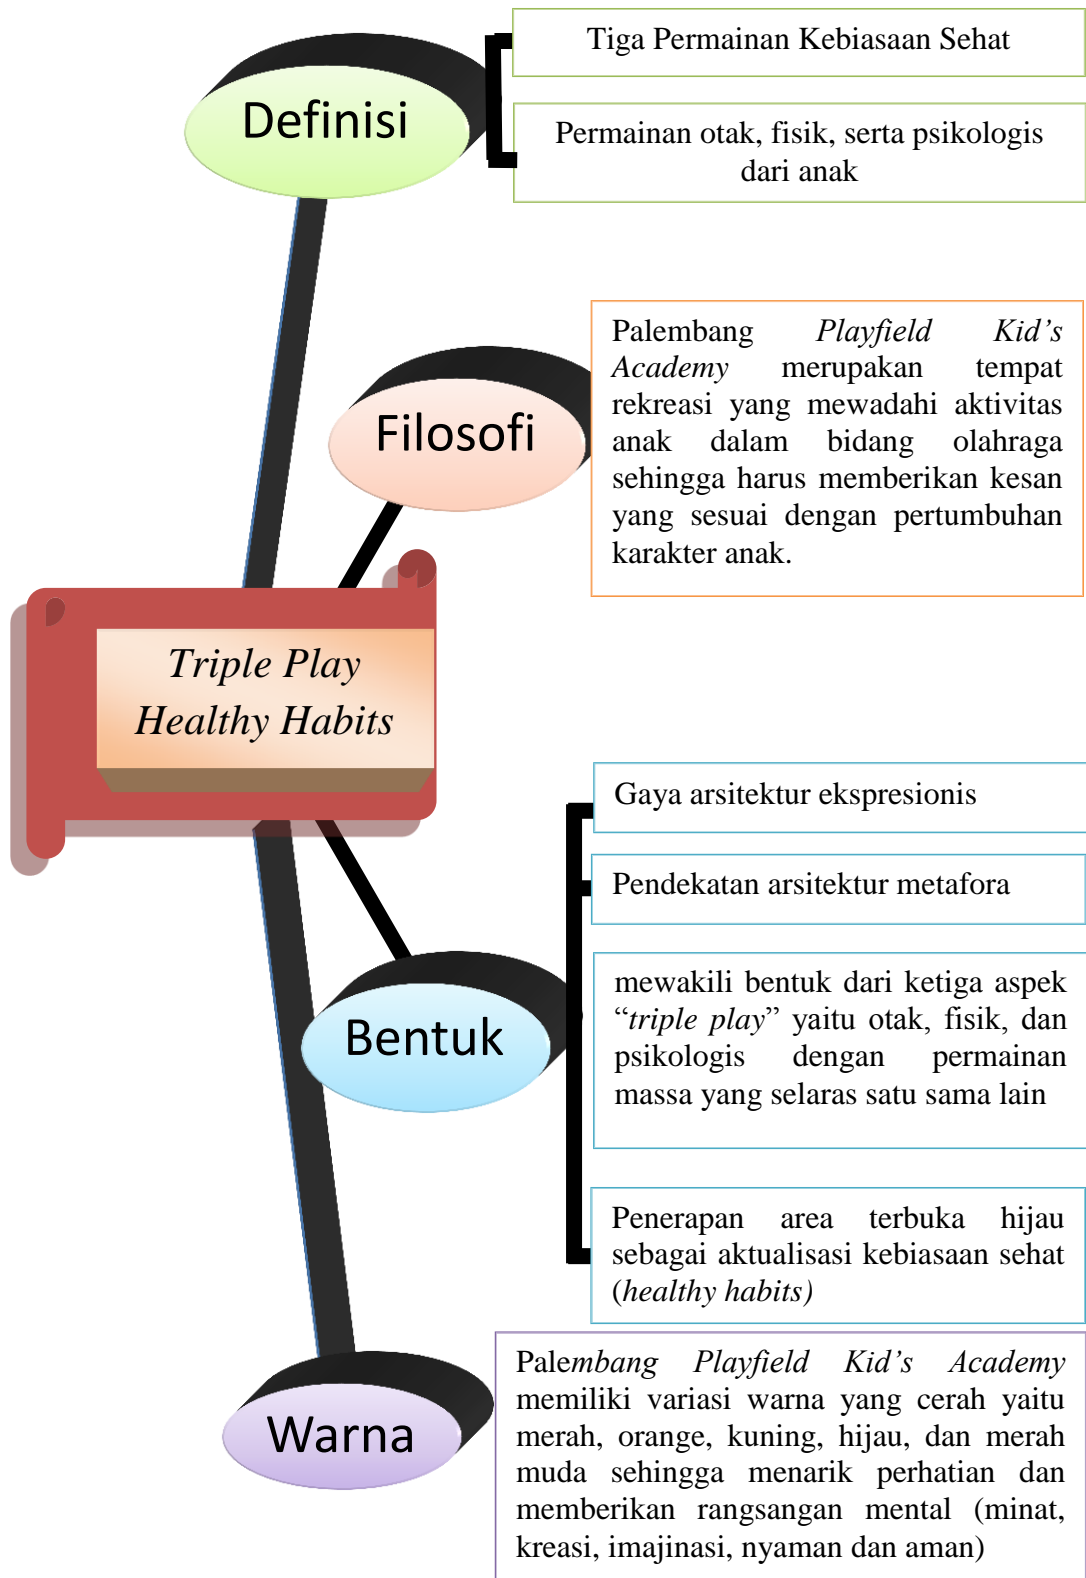 Definisi
Tiga Permainan Kebiasaan Sehat
Permainan otak, fisik, serta psikologis
dari anak
Filosofi
Palembang Playfield Kid’s
Academy merupakan tempat
rekreasi yang mewadahi aktivitas
anak dalam bidang olahraga
sehingga harus memberikan kesan
yang sesuai dengan pertumbuhan
karakter anak.
Triple Play
Healthy Habits
Bentuk
Gaya arsitektur ekspresionis
Pendekatan arsitektur metafora
mewakili bentuk dari ketiga aspek
“triple play” yaitu otak, fisik, dan
psikologis dengan permainan
massa yang selaras satu sama lain
Penerapan area terbuka hijau
sebagai aktualisasi kebiasaan sehat
(healthy habits)
Warna
Palembang Playfield Kid’s Academy
memiliki variasi warna yang cerah yaitu
merah, orange, kuning, hijau, dan merah
muda sehingga menarik perhatian dan
memberikan rangsangan mental (minat,
kreasi, imajinasi, nyaman dan aman)